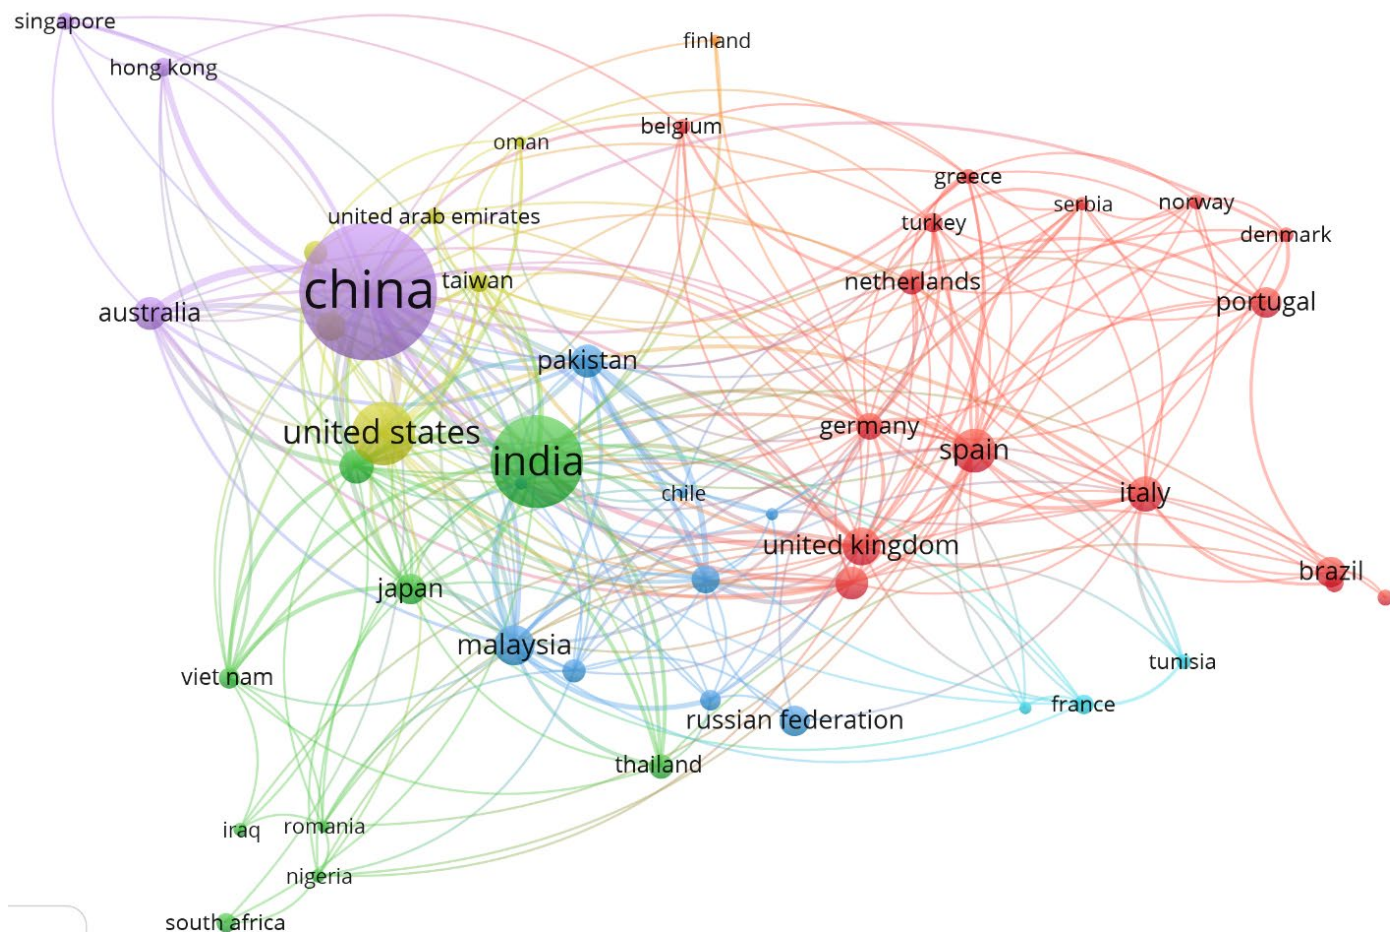 singapore
finland
hong kong
belgium
oman
greece
serbia
norway
united arab emirates
turkey
denmark
taiwan
netherlands
china
portugal
australia
pakistan
germany
united states
spain
india
chile
italy
united kingdom
brazil
japan
malaysia
tunisia
viet nam
france
russian federation
thailand
iraq
romania
nigeria
south africa